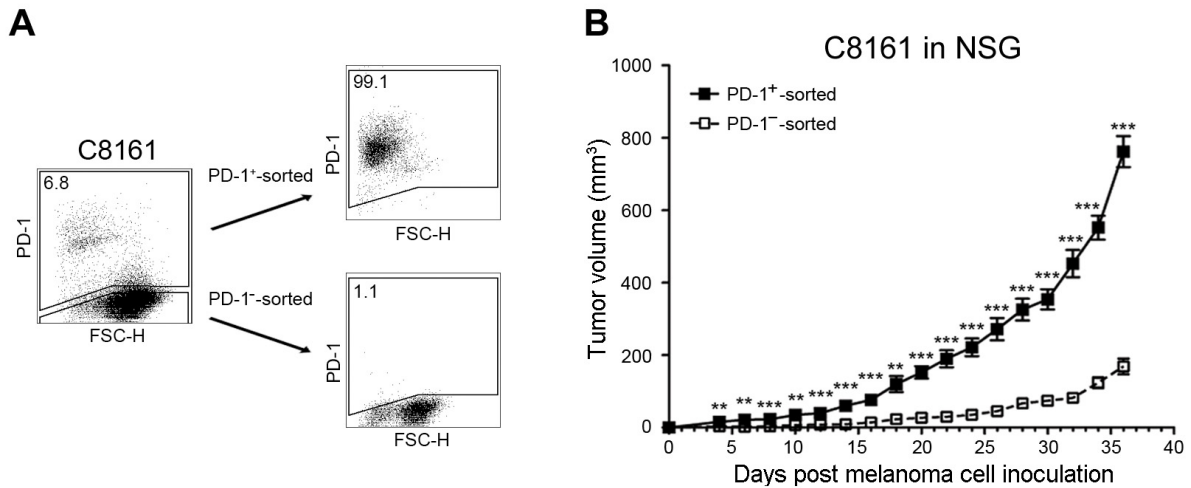 A
C8161
6.8
PD-1
FSC-H
PD-1⁺-sorted
PD-1⁻-sorted
99.1
PD-1
FSC-H
1.1
PD-1
FSC-H
B
C8161 in NSG
PD-1⁺-sorted
PD-1⁻-sorted
Tumor volume (mm³)
1000
800
600
400
200
0
** ** *** ** *** *** *** ** *** *** *** *** *** *** *** *** ***
0 5 10 15 20 25 30 35 40
Days post melanoma cell inoculation